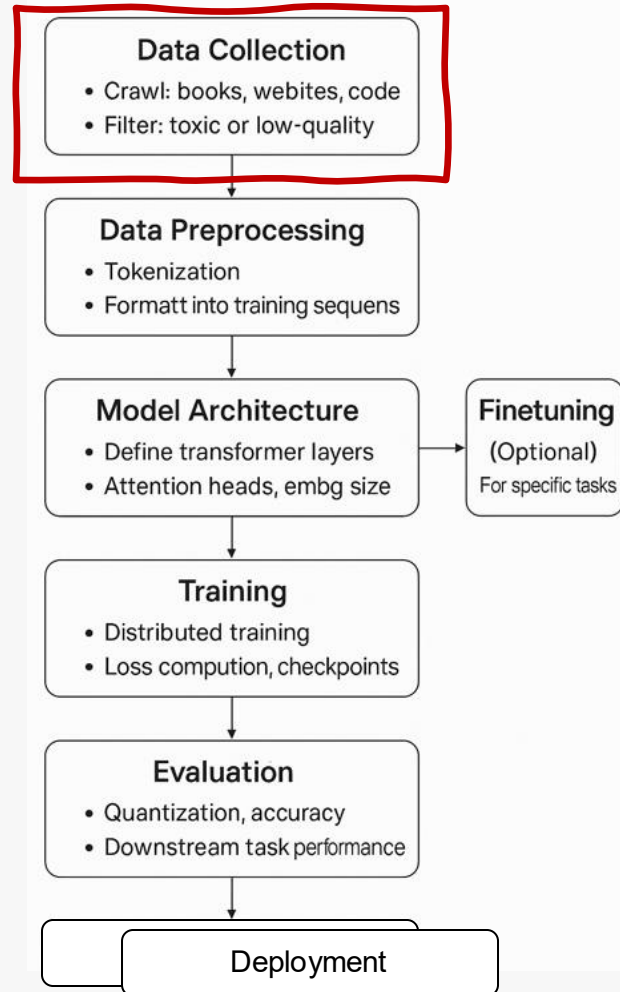 Data Collection
• Crawl: books, webites, code
• Filter: toxic or low-quality
Data Preprocessing
• Tokenization
• Formatt into training sequens
Model Architecture
• Define transformer layers
• Attention heads, embg size
Finetuning
(Optional)
For specific tasks
Training
• Distributed training
• Loss compution, checkpoints
Evaluation
• Quantization, accuracy
• Downstream task performance
Deployment